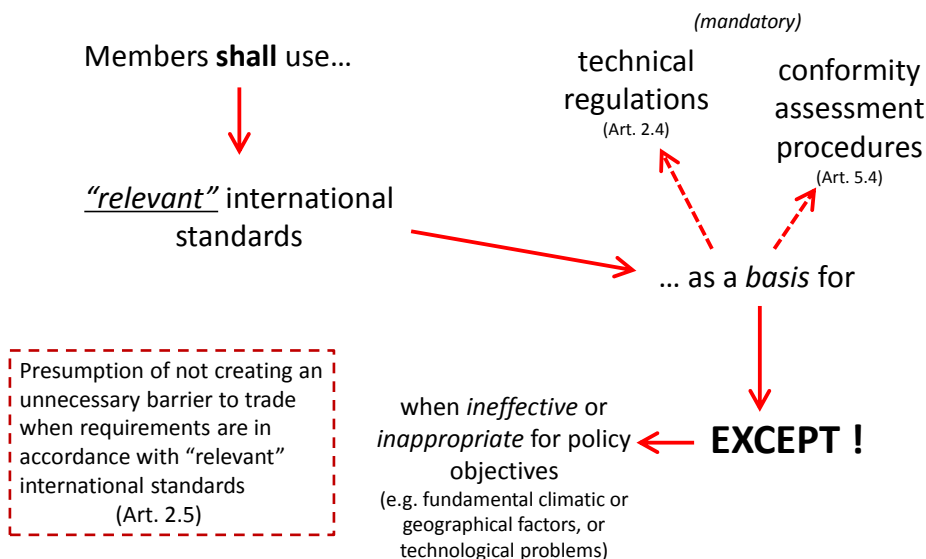 Members shall use…
“relevant” international
standards
(mandatory)
technical
regulations
(Art. 2.4)
conformity
assessment
procedures
(Art. 5.4)
… as a basis for
EXCEPT !
when ineffective or
inappropriate for policy
objectives
(e.g. fundamental climatic or
geographical factors, or
technological problems)
Presumption of not creating an
unnecessary barrier to trade
when requirements are in
accordance with “relevant”
international standards
(Art. 2.5)